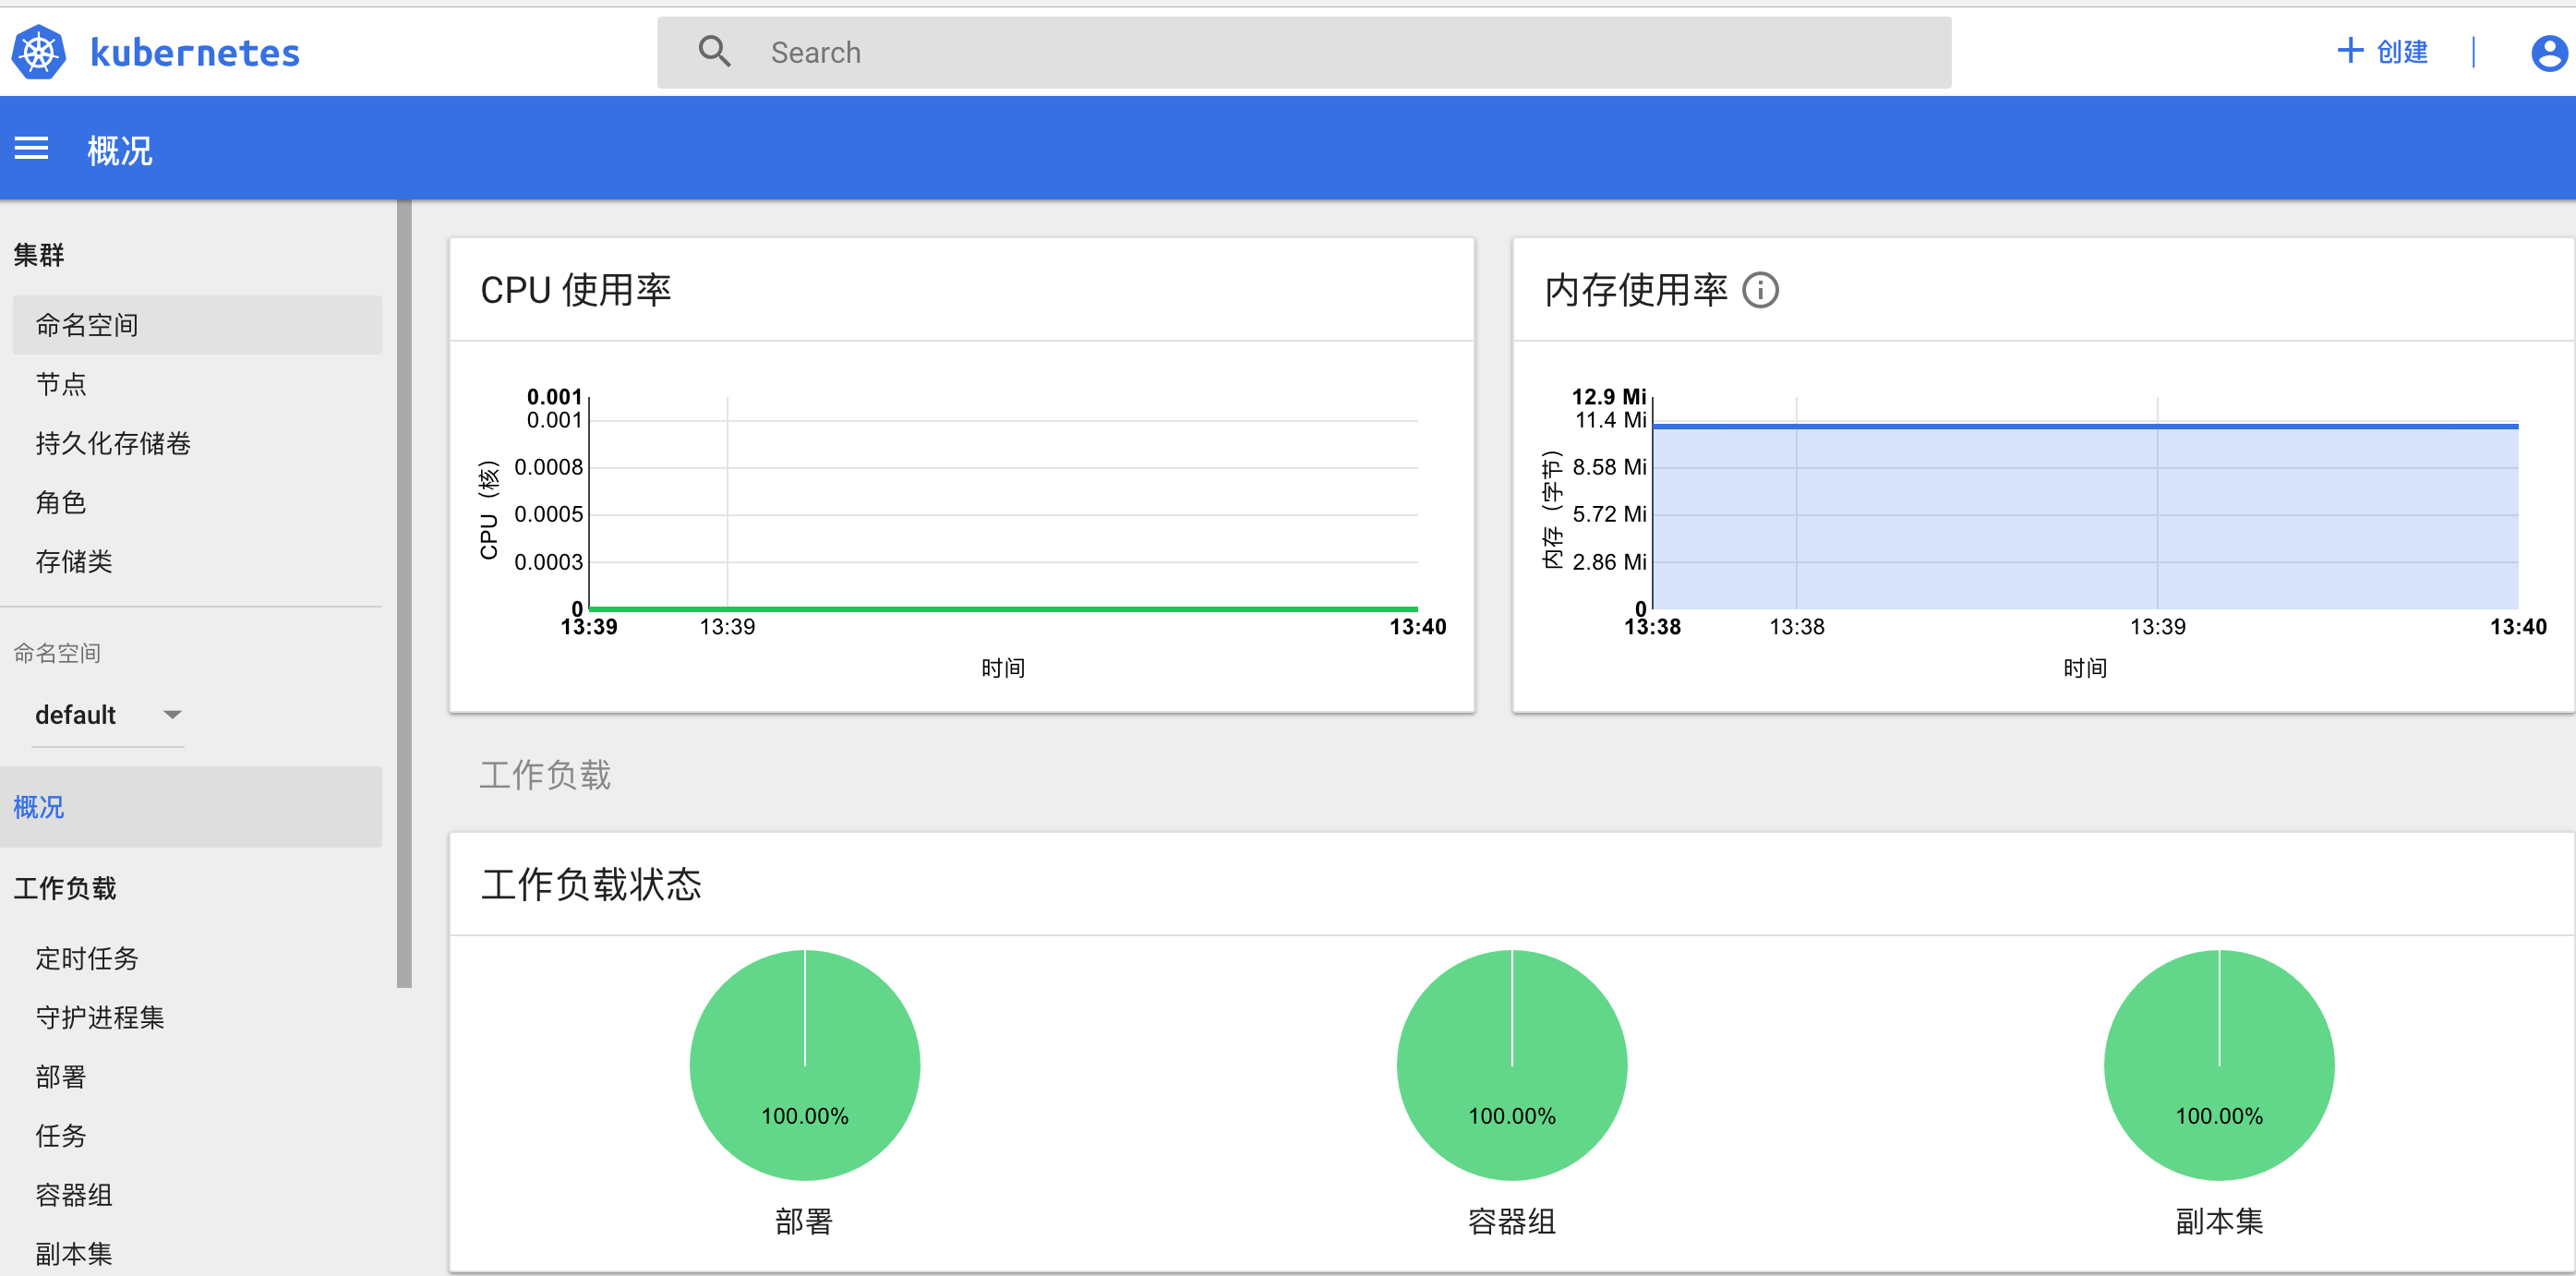 kubernetes
Search
创建
概况
集群
命名空间
节点
持久化存储卷
角色
存储类
命名空间
default
概况
工作负载
定时任务
守护进程集
部署
任务
容器组
副本集
CPU 使用率
CPU（核）
0.001
0.001
0.0008
0.0005
0.0003
0
13:39
13:39
13:40
时间
内存使用率
内存（字节）
12.9 Mi
11.4 Mi
8.58 Mi
5.72 Mi
2.86 Mi
0
13:38
13:38
13:39
13:40
时间
工作负载
工作负载状态
100.00%
100.00%
100.00%
部署
容器组
副本集